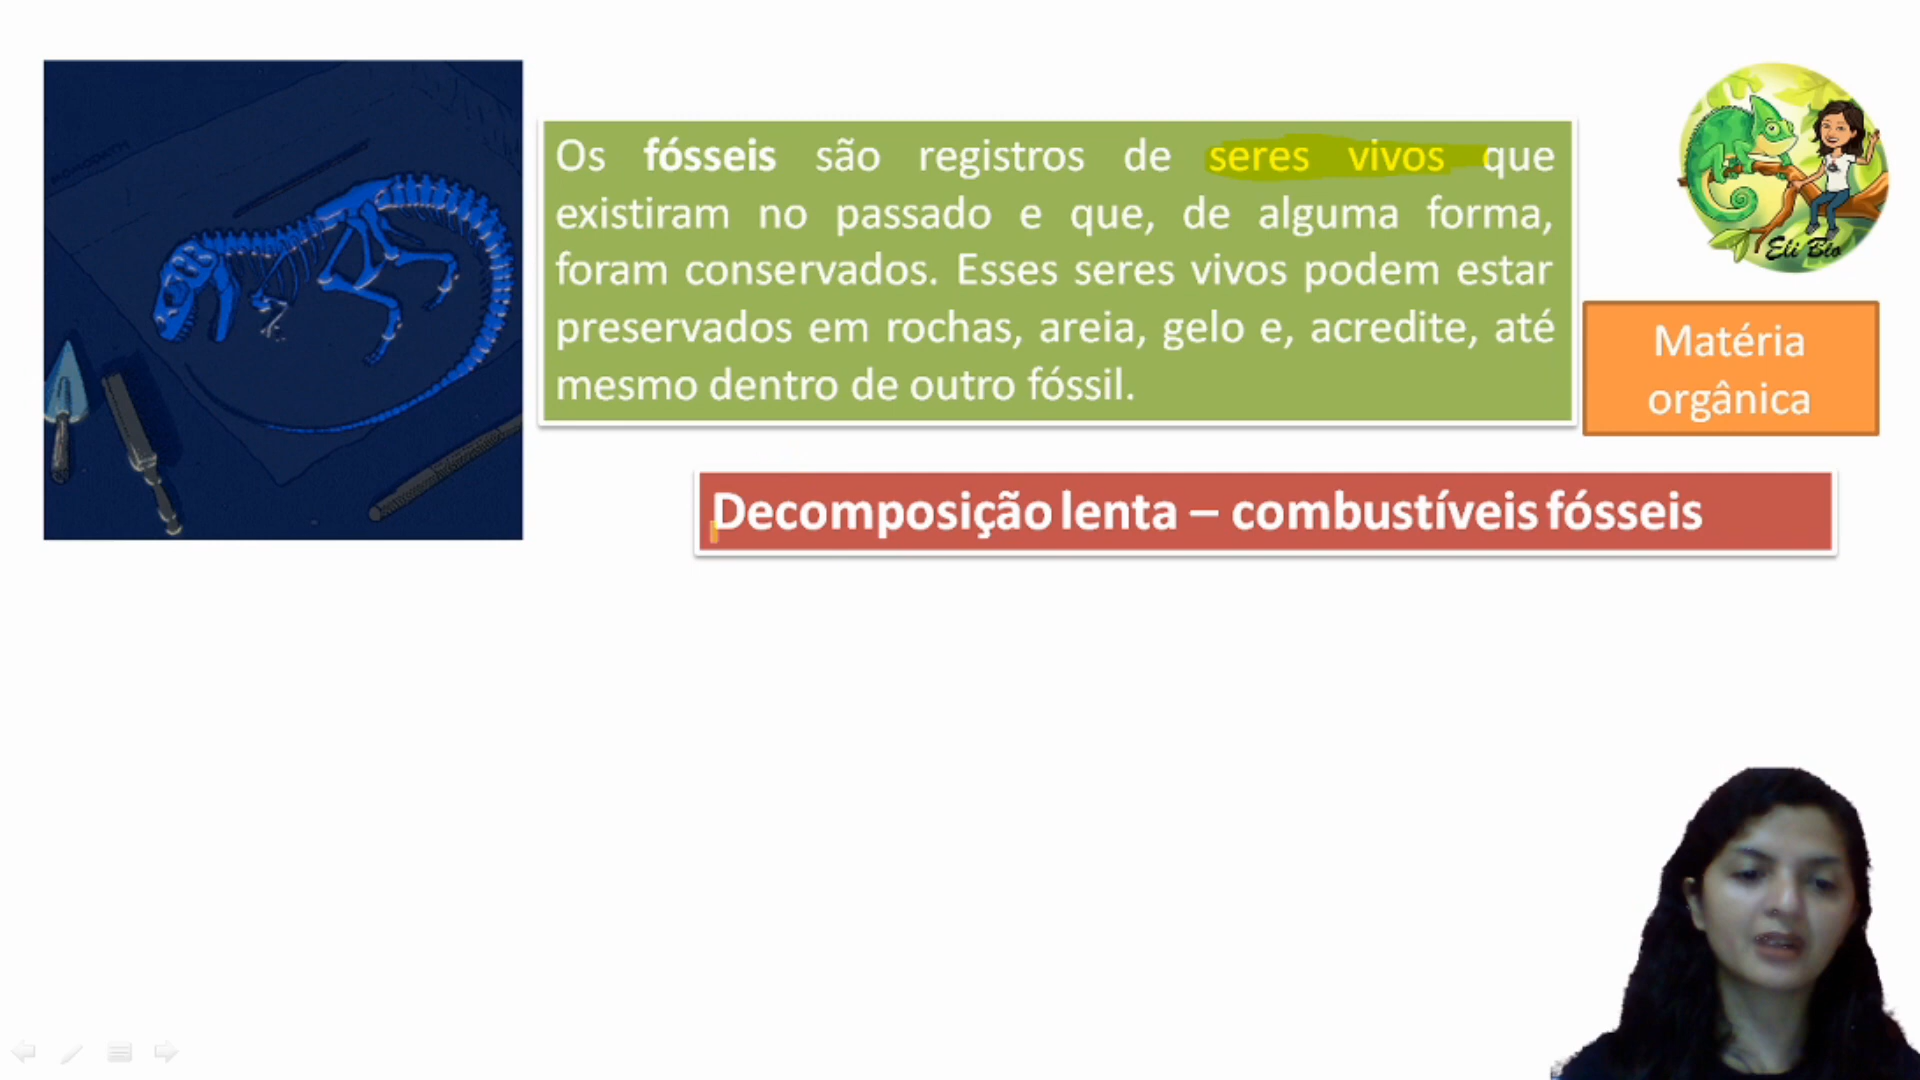 Os fósseis são registros de seres vivos que
existiram no passado e que, de alguma forma,
foram conservados. Esses seres vivos podem estar
preservados em rochas, areia, gelo e, acredite, até
mesmo dentro de outro fóssil.
Eli Bio
Matéria
orgânica
Decomposição lenta – combustíveis fósseis